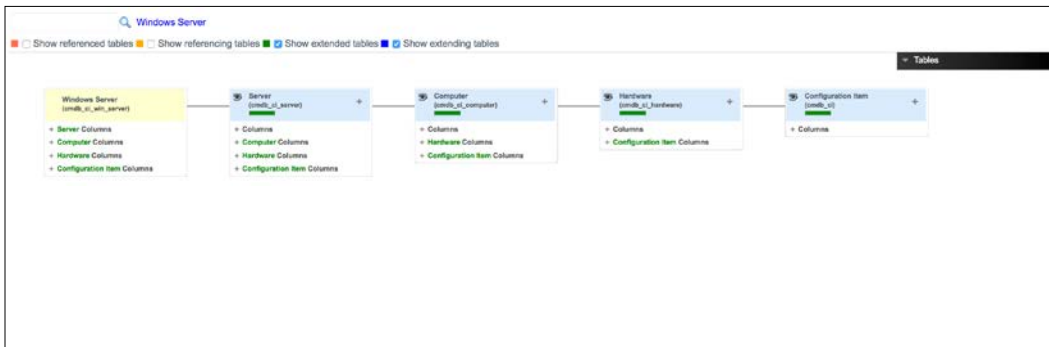 Windows Server
Show referenced tables Show referencing tables Show extended tables Show extending tables
Tables
Windows Server
(cmdb_ci_win_server)
+ Server Columns
+ Computer Columns
+ Hardware Columns
+ Configuration Item Columns
Server +
(cmdb_ci_server)
+ Columns
+ Computer Columns
+ Hardware Columns
+ Configuration Item Columns
Computer +
(cmdb_ci_computer)
+ Columns
+ Hardware Columns
+ Configuration Item Columns
Hardware +
(cmdb_ci_hardware)
+ Columns
+ Configuration Item Columns
Configuration Item +
(cmdb_ci)
+ Columns